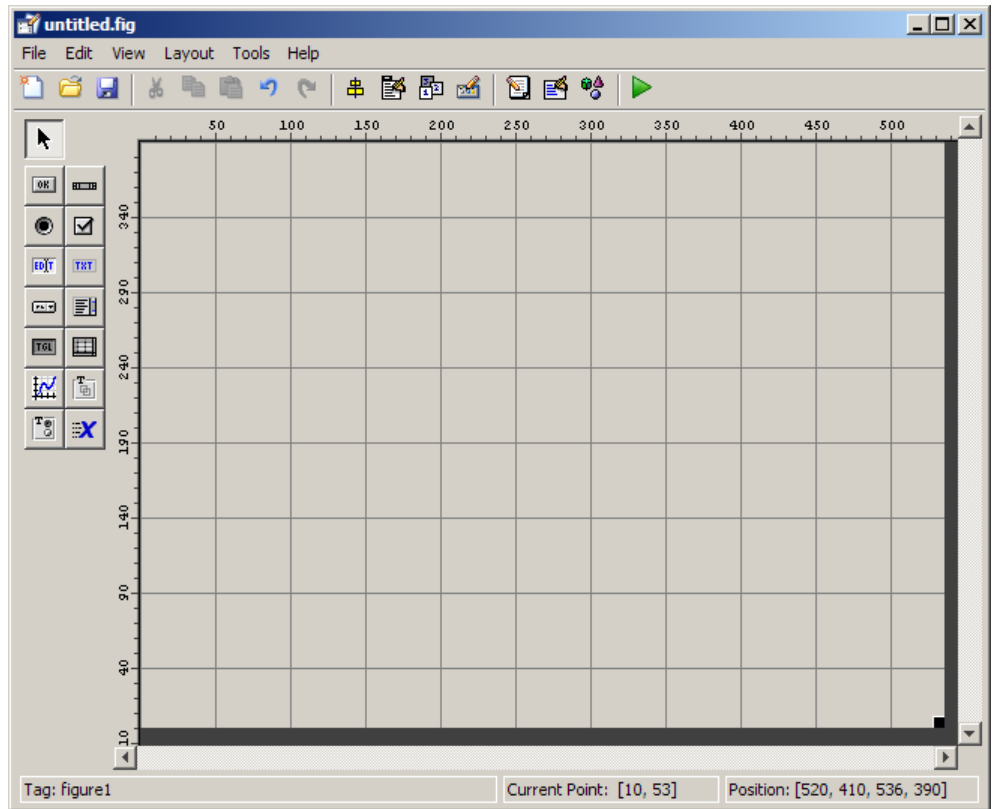 untitled.fig
File Edit View Layout Tools Help
50 100 150 200 250 300 350 400 450 500
OK
EDIT TXT
TGL
340
290
240
190
140
90
40
10
Tag: figure1
Current Point: [10, 53]
Position: [520, 410, 536, 390]